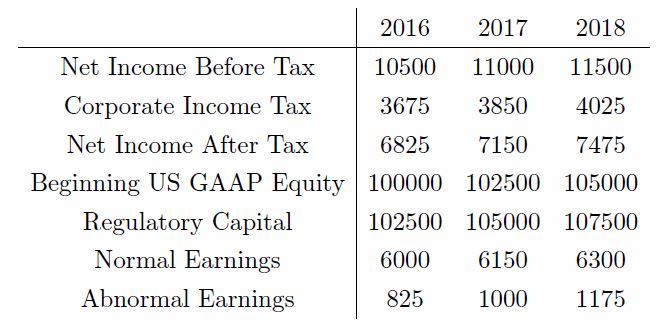 2016 2017 2018
Net Income Before Tax 10500 11000 11500
Corporate Income Tax 3675 3850 4025
Net Income After Tax 6825 7150 7475
Beginning US GAAP Equity 100000 102500 105000
Regulatory Capital 102500 105000 107500
Normal Earnings 6000 6150 6300
Abnormal Earnings 825 1000 1175